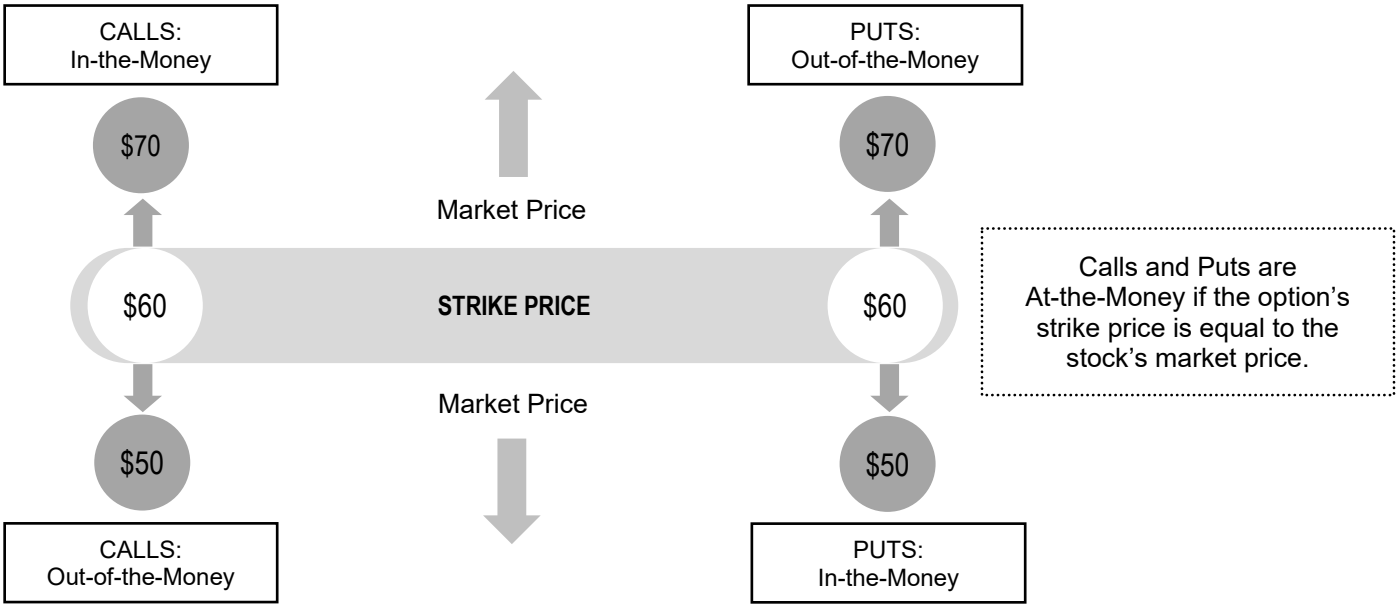 CALLS:
In-the-Money
PUTS:
Out-of-the-Money
$70
$70
Market Price
$60
STRIKE PRICE
$60
Calls and Puts are
At-the-Money if the option’s
strike price is equal to the
stock’s market price.
Market Price
$50
$50
CALLS:
Out-of-the-Money
PUTS:
In-the-Money